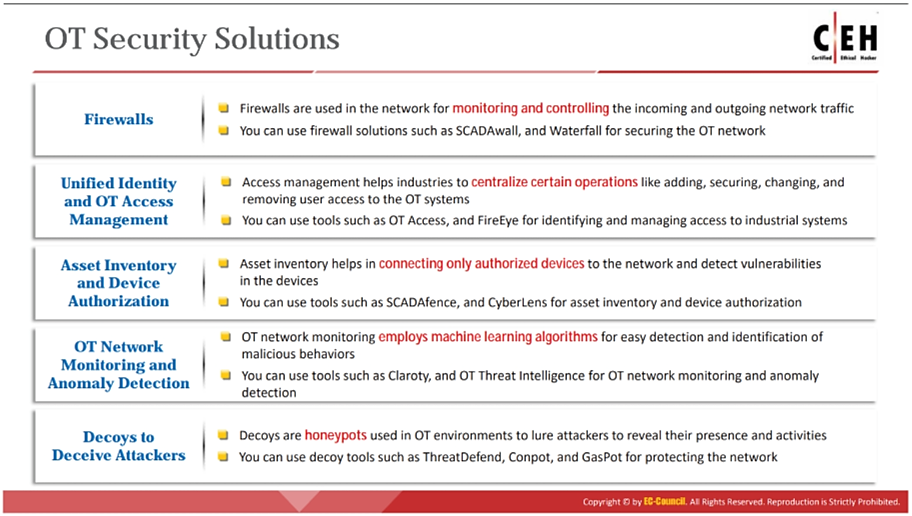 OT Security Solutions
C|EH
Certified Ethical Hacker
Firewalls
Firewalls are used in the network for monitoring and controlling the incoming and outgoing network traffic
You can use firewall solutions such as SCADAwall, and Waterfall for securing the OT network
Unified Identity
and OT Access
Management
Access management helps industries to centralize certain operations like adding, securing, changing, and
removing user access to the OT systems
You can use tools such as OT Access, and FireEye for identifying and managing access to industrial systems
Asset Inventory
and Device
Authorization
Asset inventory helps in connecting only authorized devices to the network and detect vulnerabilities
in the devices
You can use tools such as SCADAfence, and CyberLens for asset inventory and device authorization
OT Network
Monitoring and
Anomaly Detection
OT network monitoring employs machine learning algorithms for easy detection and identification of
malicious behaviors
You can use tools such as Claroty, and OT Threat Intelligence for OT network monitoring and anomaly
detection
Decoys to
Deceive Attackers
Decoys are honeypots used in OT environments to lure attackers to reveal their presence and activities
You can use decoy tools such as ThreatDefend, Conpot, and GasPot for protecting the network
Copyright © by EC-Council. All Rights Reserved. Reproduction is Strictly Prohibited.